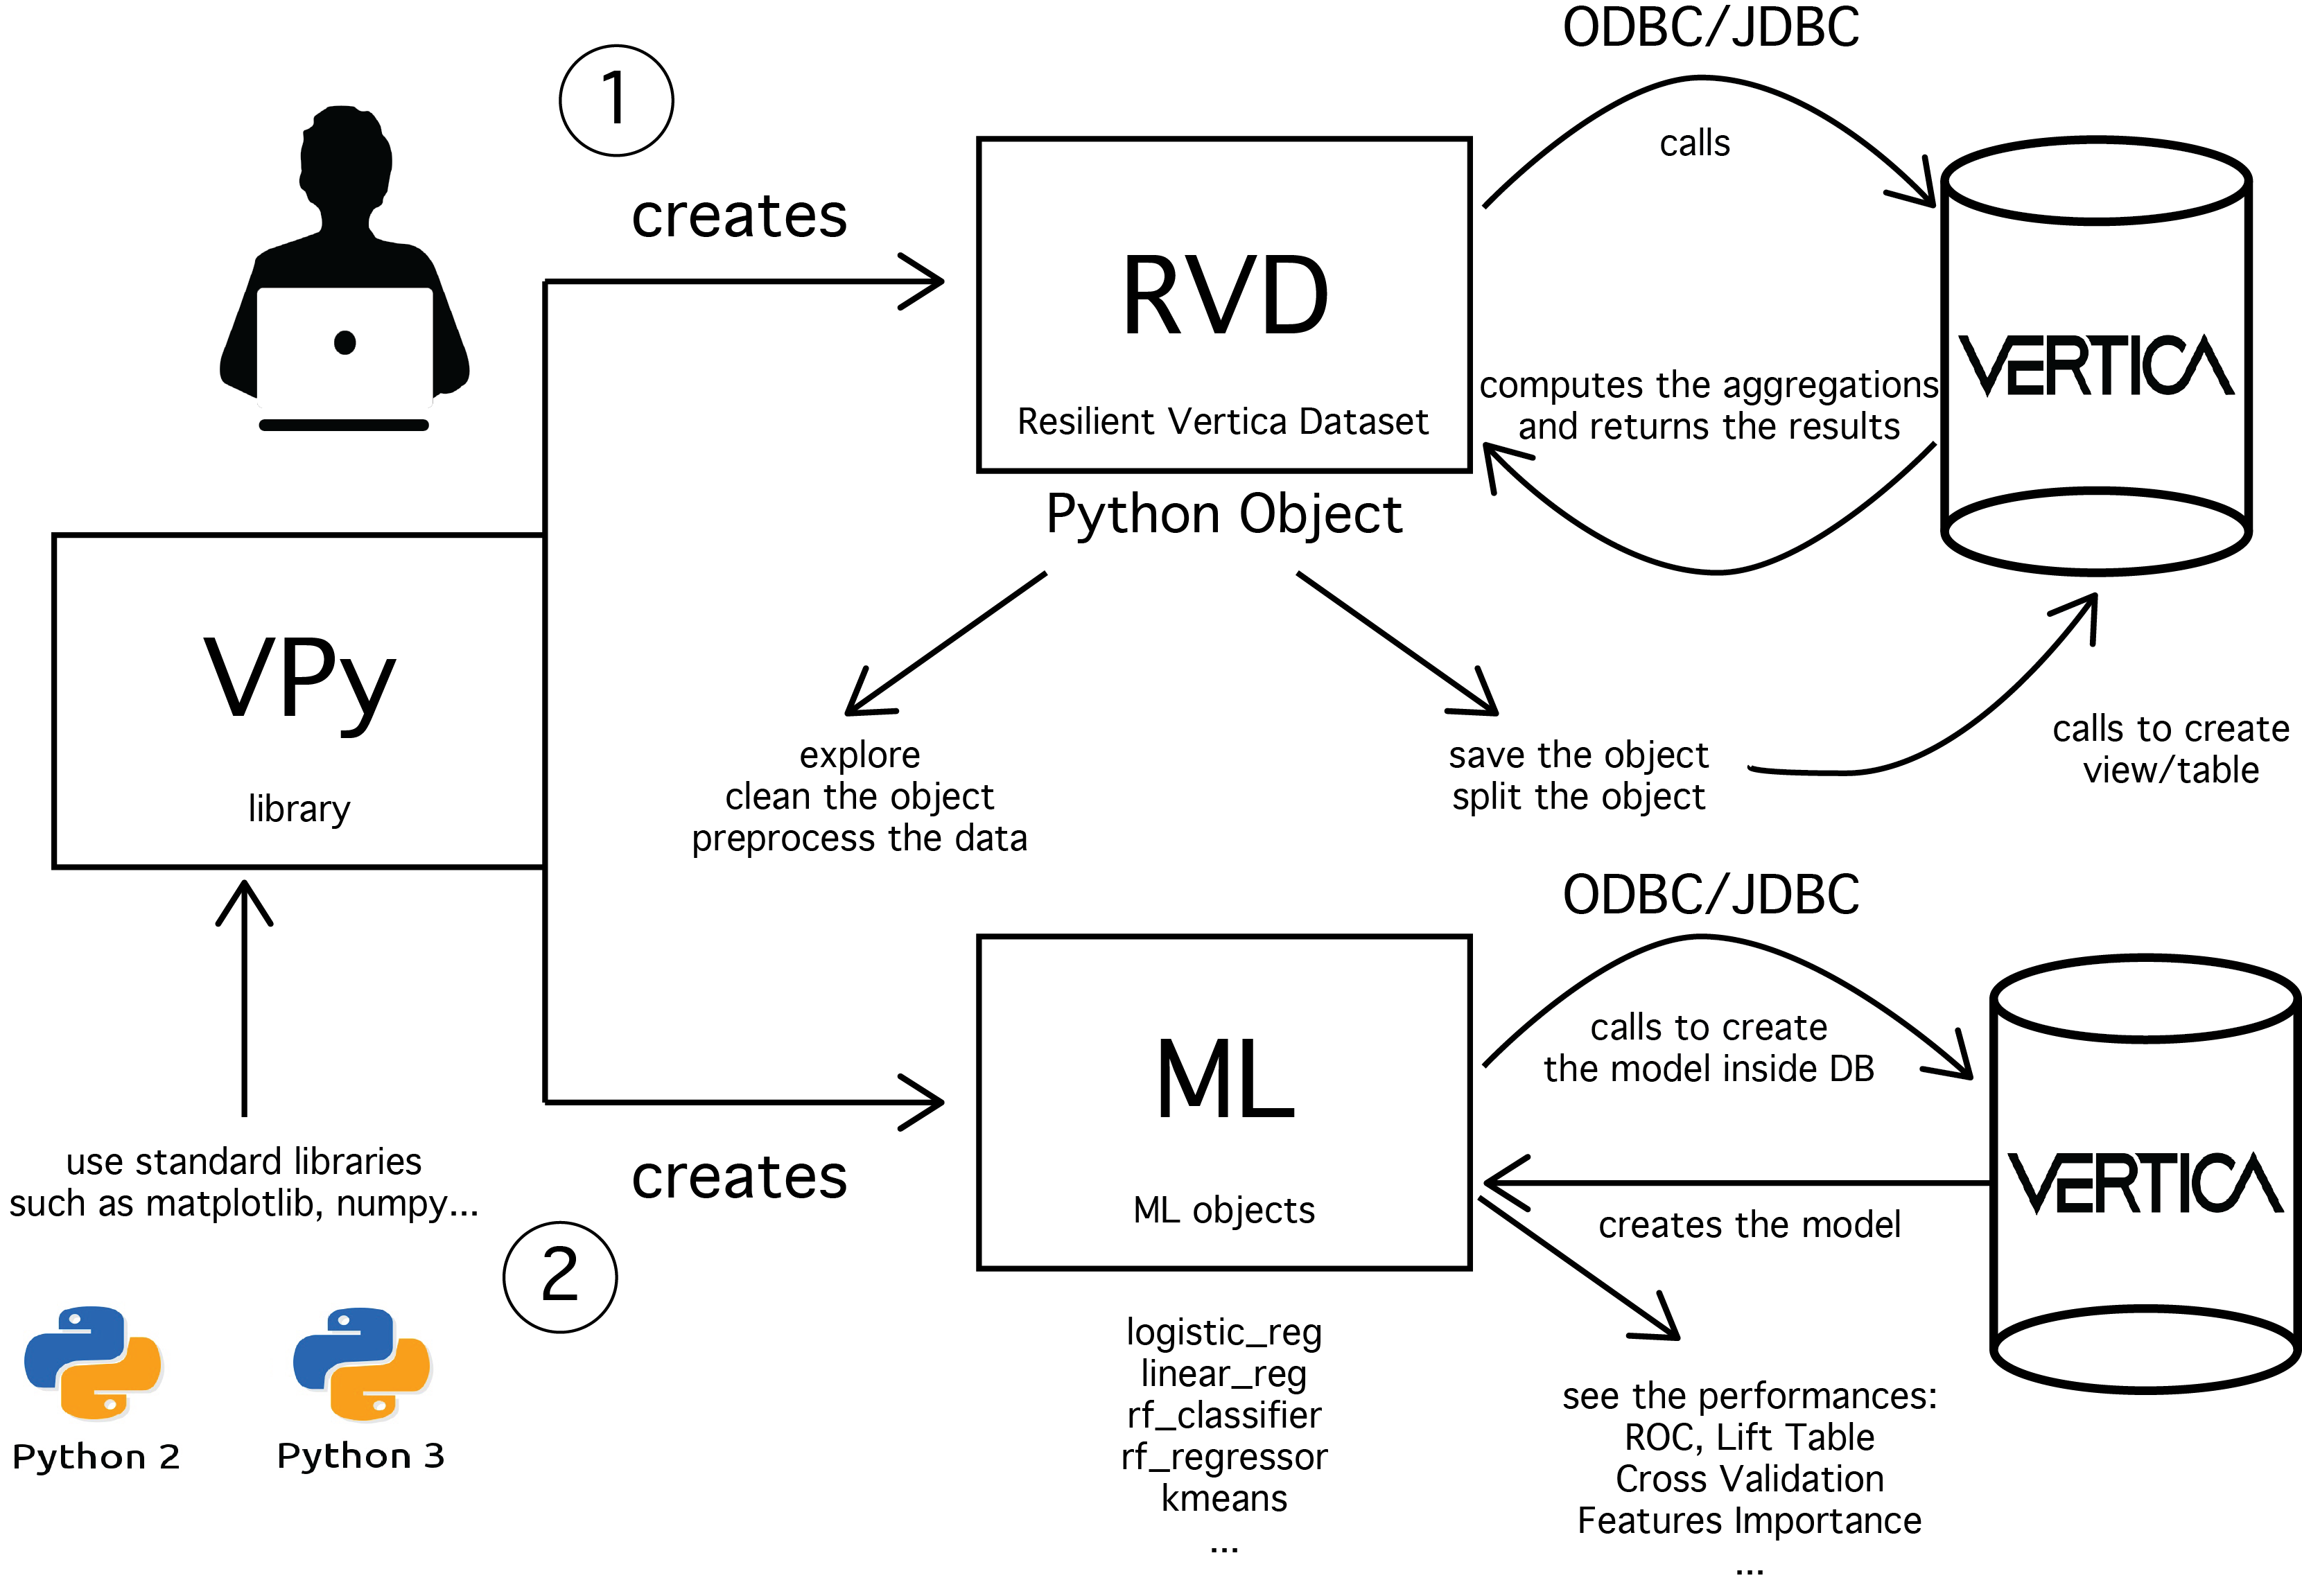 ODBC/JDBC
1
calls
creates
RVD
Resilient Vertica Dataset
Python Object
computes the aggregations
and returns the results
VERTICA
VPy
library
explore
clean the object
preprocess the data
save the object
split the object
calls to create
view/table
use standard libraries
such as matplotlib, numpy...
Python 2
Python 3
2
creates
ML
ML objects
logistic_reg
linear_reg
rf_classifier
rf_regressor
kmeans
...
ODBC/JDBC
calls to create
the model inside DB
creates the model
VERTICA
see the performances:
ROC, Lift Table
Cross Validation
Features Importance
...